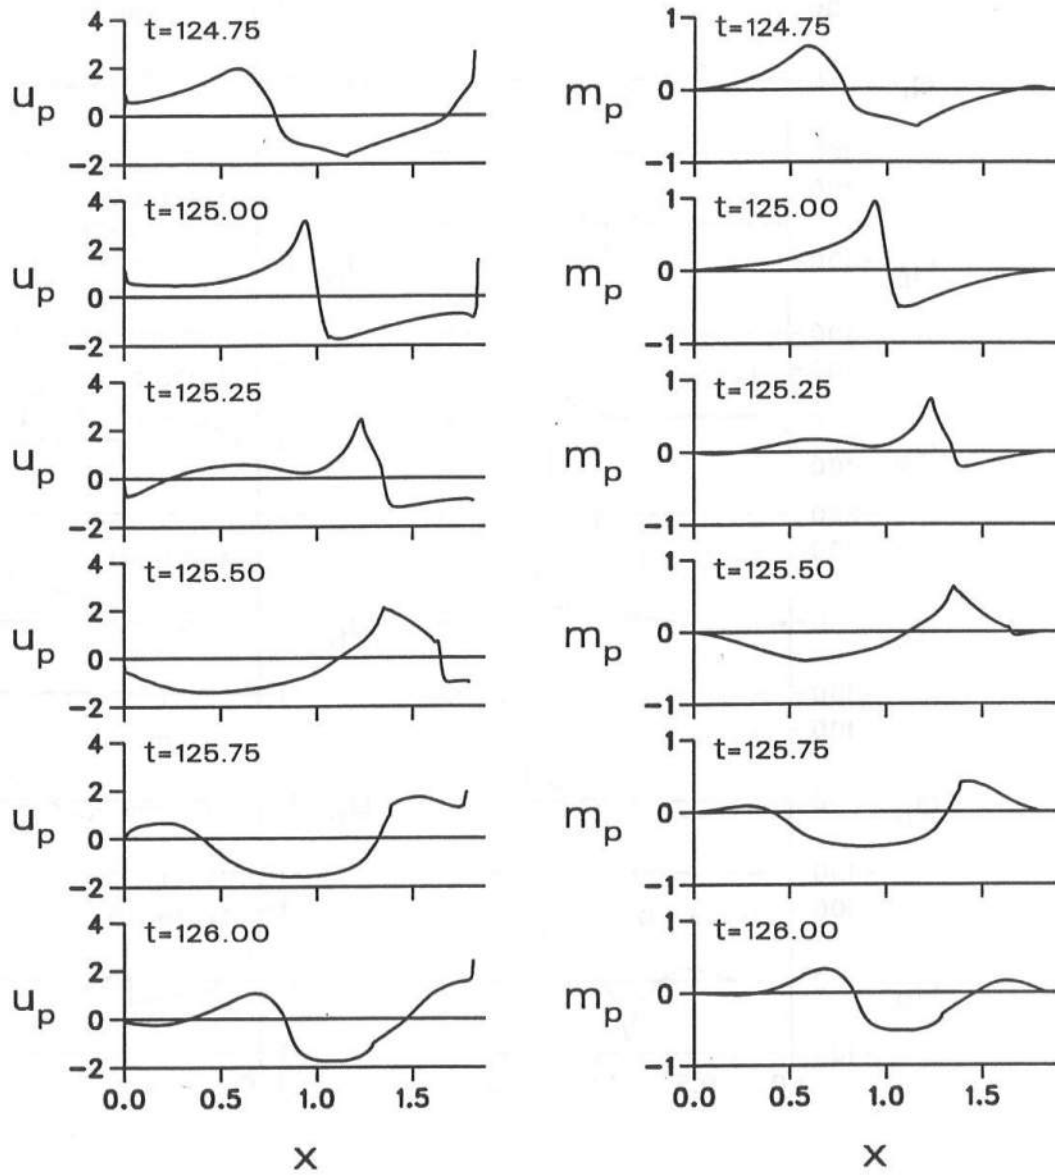 4 2 0 -2 u_p t=124.75
1 0 -1 m_p t=124.75
4 2 0 -2 u_p t=125.00
1 0 -1 m_p t=125.00
4 2 0 -2 u_p t=125.25
1 0 -1 m_p t=125.25
4 2 0 -2 u_p t=125.50
1 0 -1 m_p t=125.50
4 2 0 -2 u_p t=125.75
1 0 -1 m_p t=125.75
4 2 0 -2 u_p t=126.00
1 0 -1 m_p t=126.00
0.0 0.5 1.0 1.5
0.0 0.5 1.0 1.5
x
x